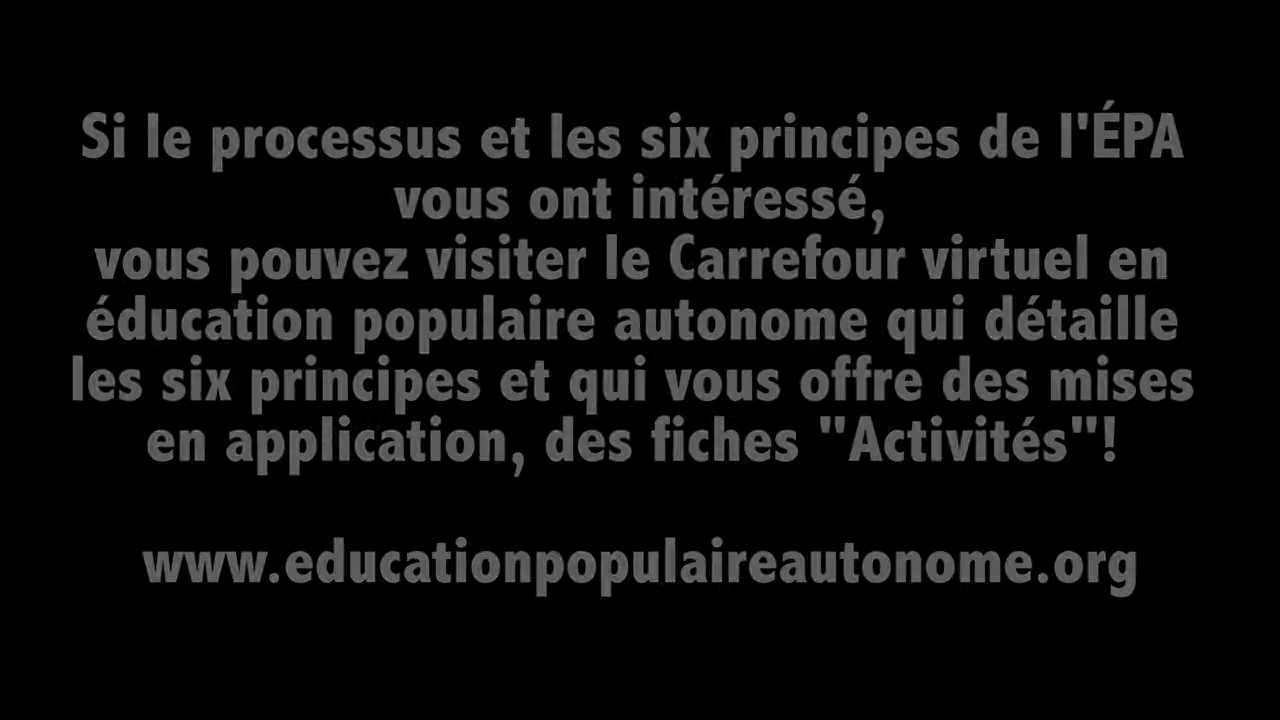 Si le processus et les six principes de l'ÉPA
vous ont intéressé,
vous pouvez visiter le Carrefour virtuel en
éducation populaire autonome qui détaille
les six principes et qui vous offre des mises
en application, des fiches "Activités"!
www.educationpopulaireautonome.org